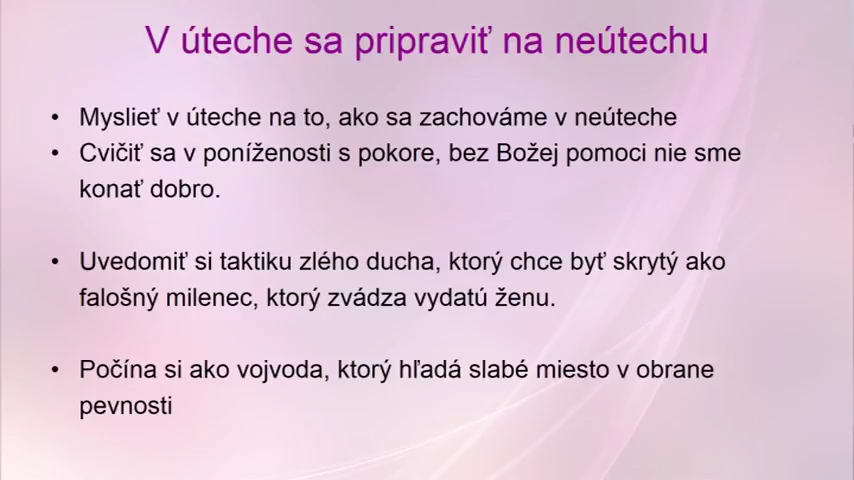 V úteche sa pripraviť na neútechu
• Myslieť v úteche na to, ako sa zachováme v neúteche
• Cvičiť sa v poníženosti s pokore, bez Božej pomoci nie sme
konať dobro.
• Uvedomiť si taktiku zlého ducha, ktorý chce byť skrytý ako
falošný milenec, ktorý zvádza vydatú ženu.
• Počína si ako vojvoda, ktorý hľadá slabé miesto v obrane
pevnosti